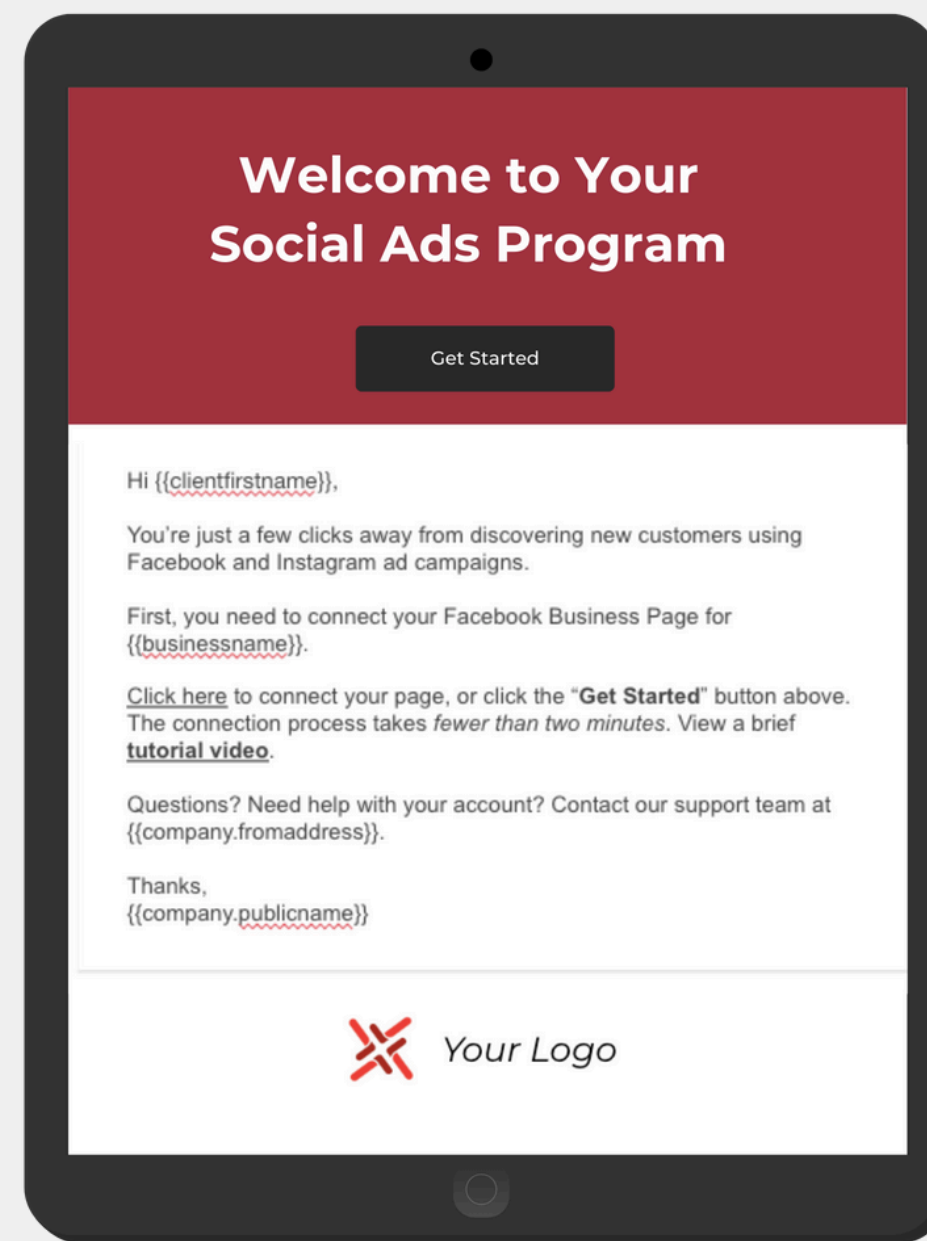 Welcome to Your
Social Ads Program
Get Started
Hi {{clientfirstname}},
You’re just a few clicks away from discovering new customers using
Facebook and Instagram ad campaigns.
First, you need to connect your Facebook Business Page for
{{businessname}}.
Click here to connect your page, or click the “Get Started” button above.
The connection process takes fewer than two minutes. View a brief
tutorial video.
Questions? Need help with your account? Contact our support team at
{{company.fromaddress}}.
Thanks,
{{company.publicname}}
Your Logo